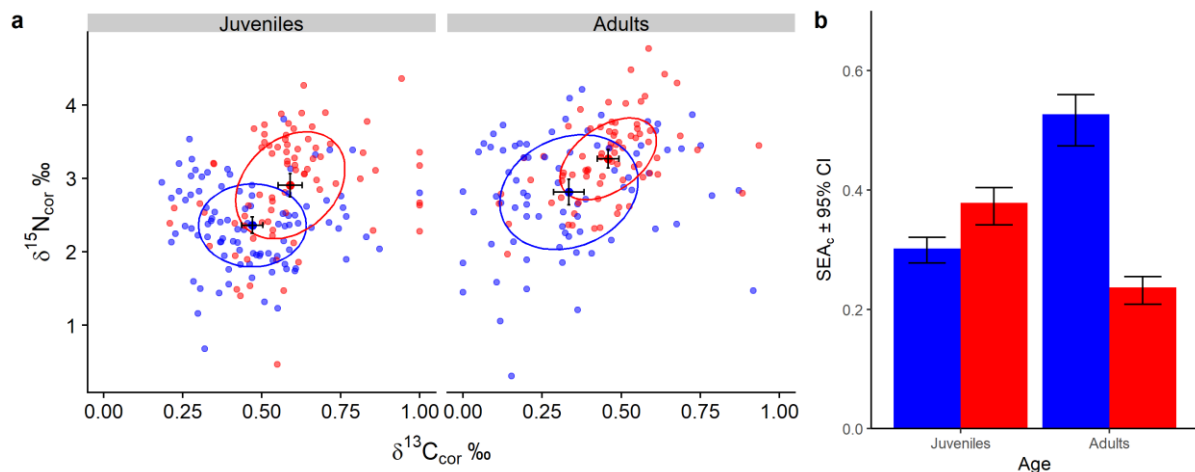 a
Juveniles
Adults
δ15Ncor ‰
4
3
2
1
0.00 0.25 0.50 0.75 1.00
0.00 0.25 0.50 0.75 1.00
δ13Ccor ‰
b
SEAc ± 95% CI
0.6
0.4
0.2
0.0
Juveniles
Adults
Age